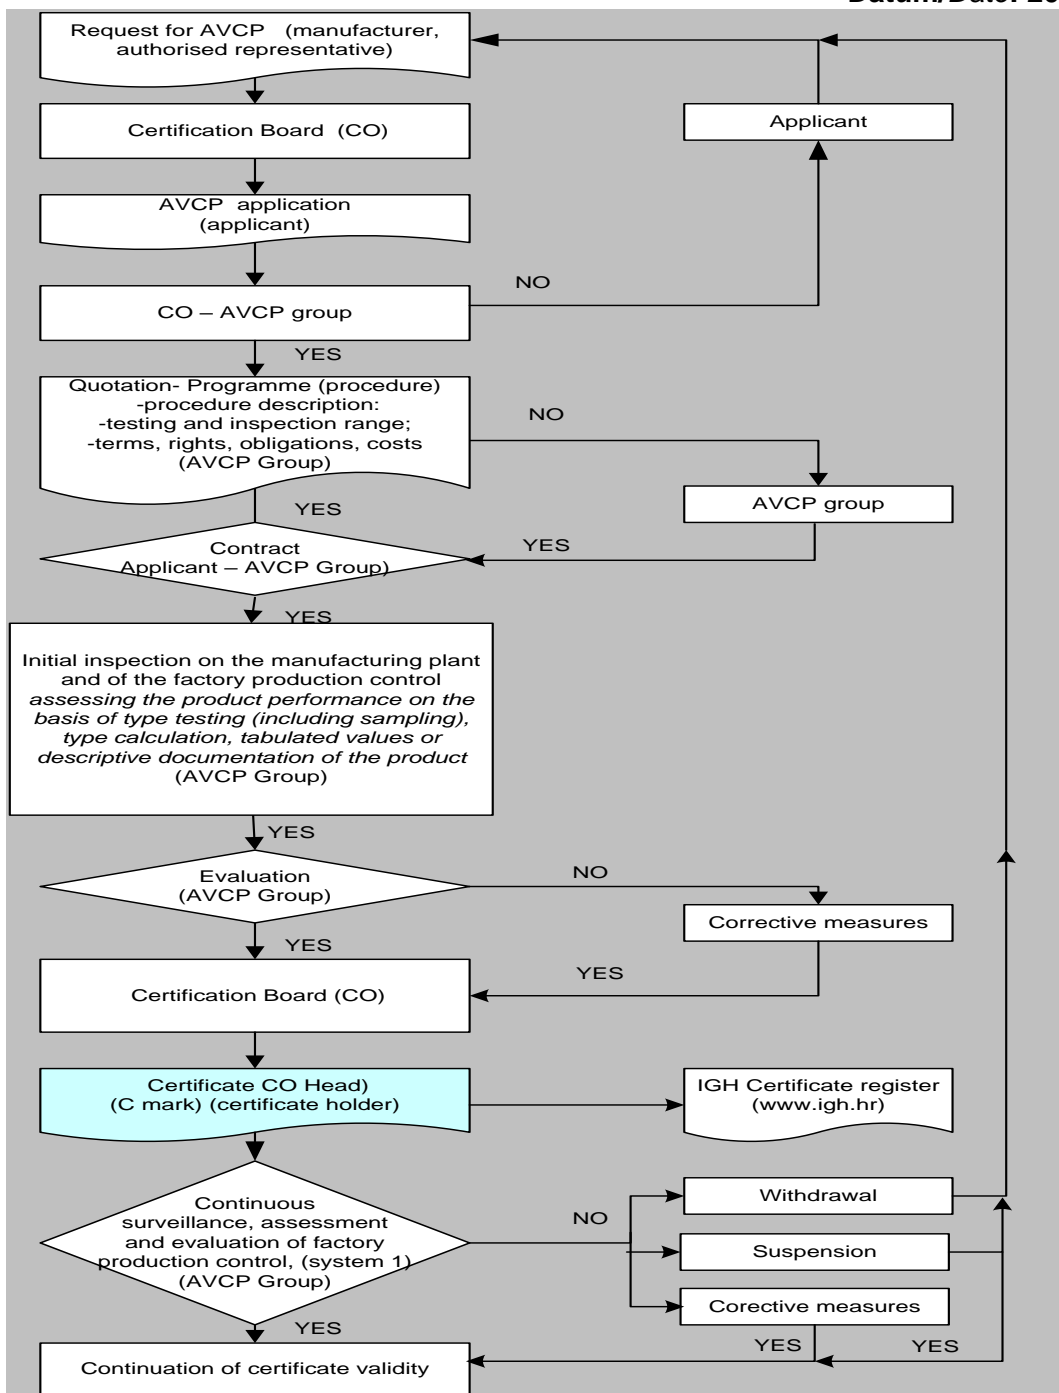 Datum/Date:
Request for AVCP (manufacturer,
authorised representative)
Certification Board (CO)
Applicant
AVCP application
(applicant)
NO
CO – AVCP group
YES
Quotation- Programme (procedure)
-procedure description:
-testing and inspection range;
-terms, rights, obligations, costs
(AVCP Group)
NO
YES
AVCP group
Contract
Applicant – AVCP Group)
YES
YES
Initial inspection on the manufacturing plant
and of the factory production control
assessing the product performance on the
basis of type testing (including sampling),
type calculation, tabulated values or
descriptive documentation of the product
(AVCP Group)
YES
Evaluation
(AVCP Group)
NO
Corrective measures
YES
YES
Certification Board (CO)
Certificate CO Head)
(C mark) (certificate holder)
IGH Certificate register
(www.igh.hr)
Continuous
surveillance, assessment
and evaluation of factory
production control, (system 1)
(AVCP Group)
NO
Withdrawal
Suspension
Corective measures
YES
YES
YES
Continuation of certificate validity